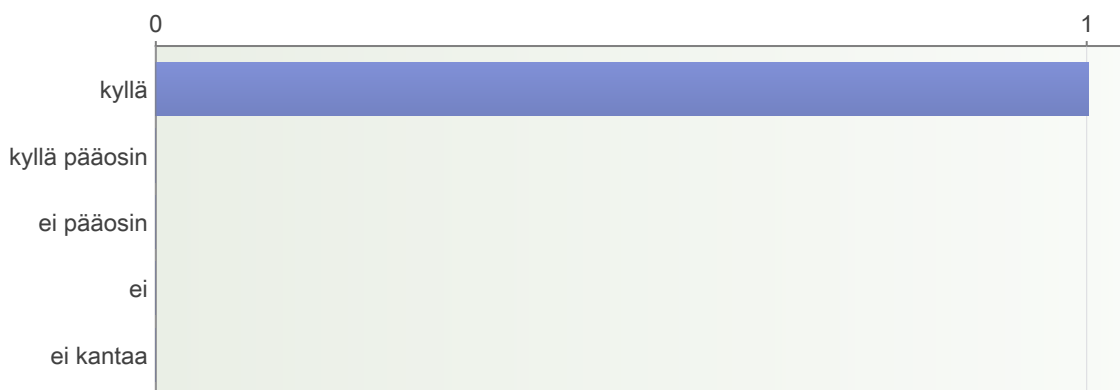 0 1
kyllä
kyllä pääosin
ei pääosin
ei
ei kantaa